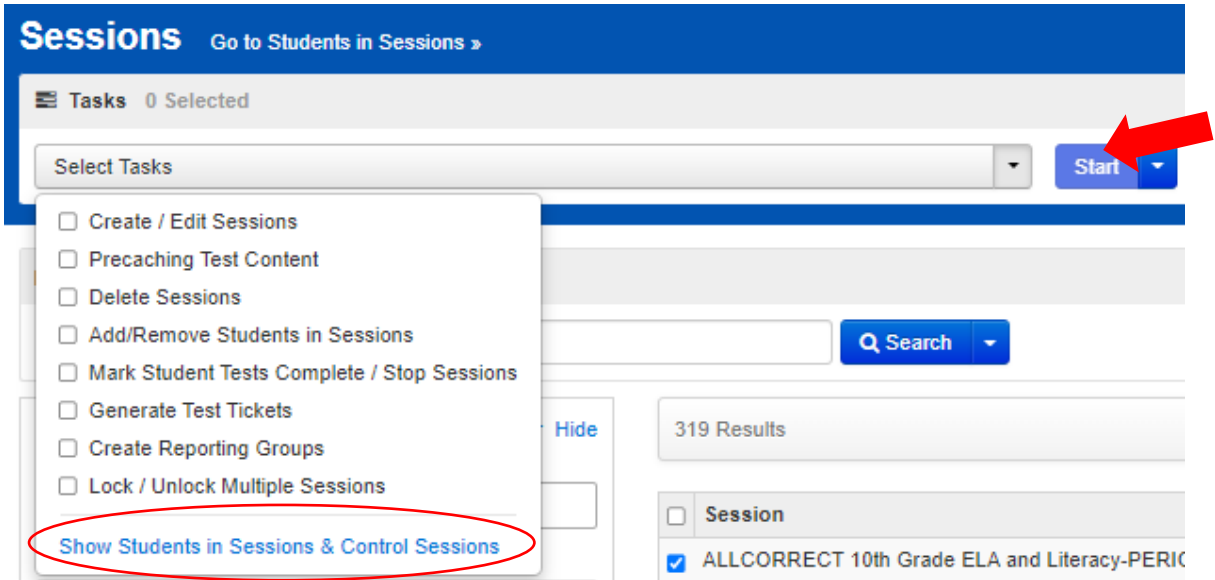 Sessions Go to Students in Sessions »
Tasks 0 Selected
Select Tasks
Start
Create / Edit Sessions
Precaching Test Content
Delete Sessions
Add/Remove Students in Sessions
Mark Student Tests Complete / Stop Sessions
Generate Test Tickets
Create Reporting Groups
Lock / Unlock Multiple Sessions
Show Students in Sessions & Control Sessions
Search
Hide
319 Results
Session
ALLCORRECT 10th Grade ELA and Literacy-PERIO